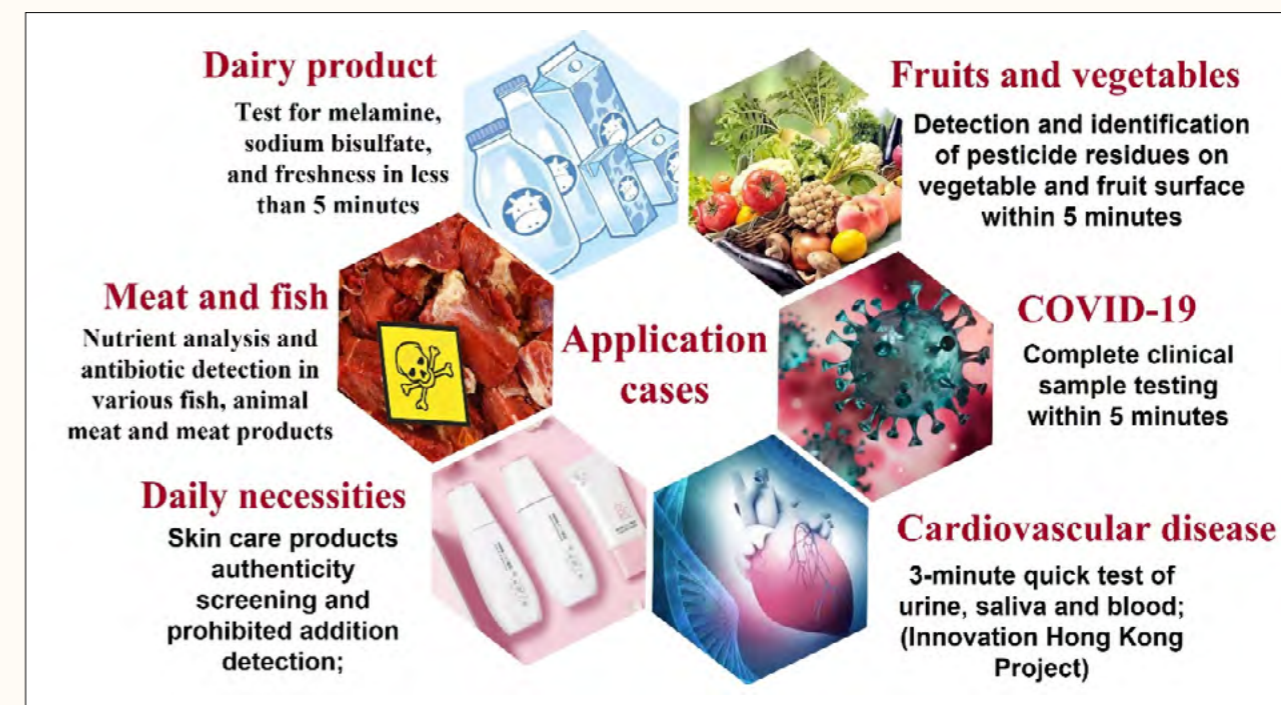 Dairy product
Test for melamine,
sodium bisulfate,
and freshness in less
than 5 minutes
Fruits and vegetables
Detection and identification
of pesticide residues on
vegetable and fruit surface
within 5 minutes
Meat and fish
Nutrient analysis and
antibiotic detection in
various fish, animal
meat and meat products
Application
cases
COVID-19
Complete clinical
sample testing
within 5 minutes
Daily necessities
Skin care products
authenticity
screening and
prohibited addition
detection;
Cardiovascular disease
3-minute quick test of
urine, saliva and blood;
(Innovation Hong Kong
Project)